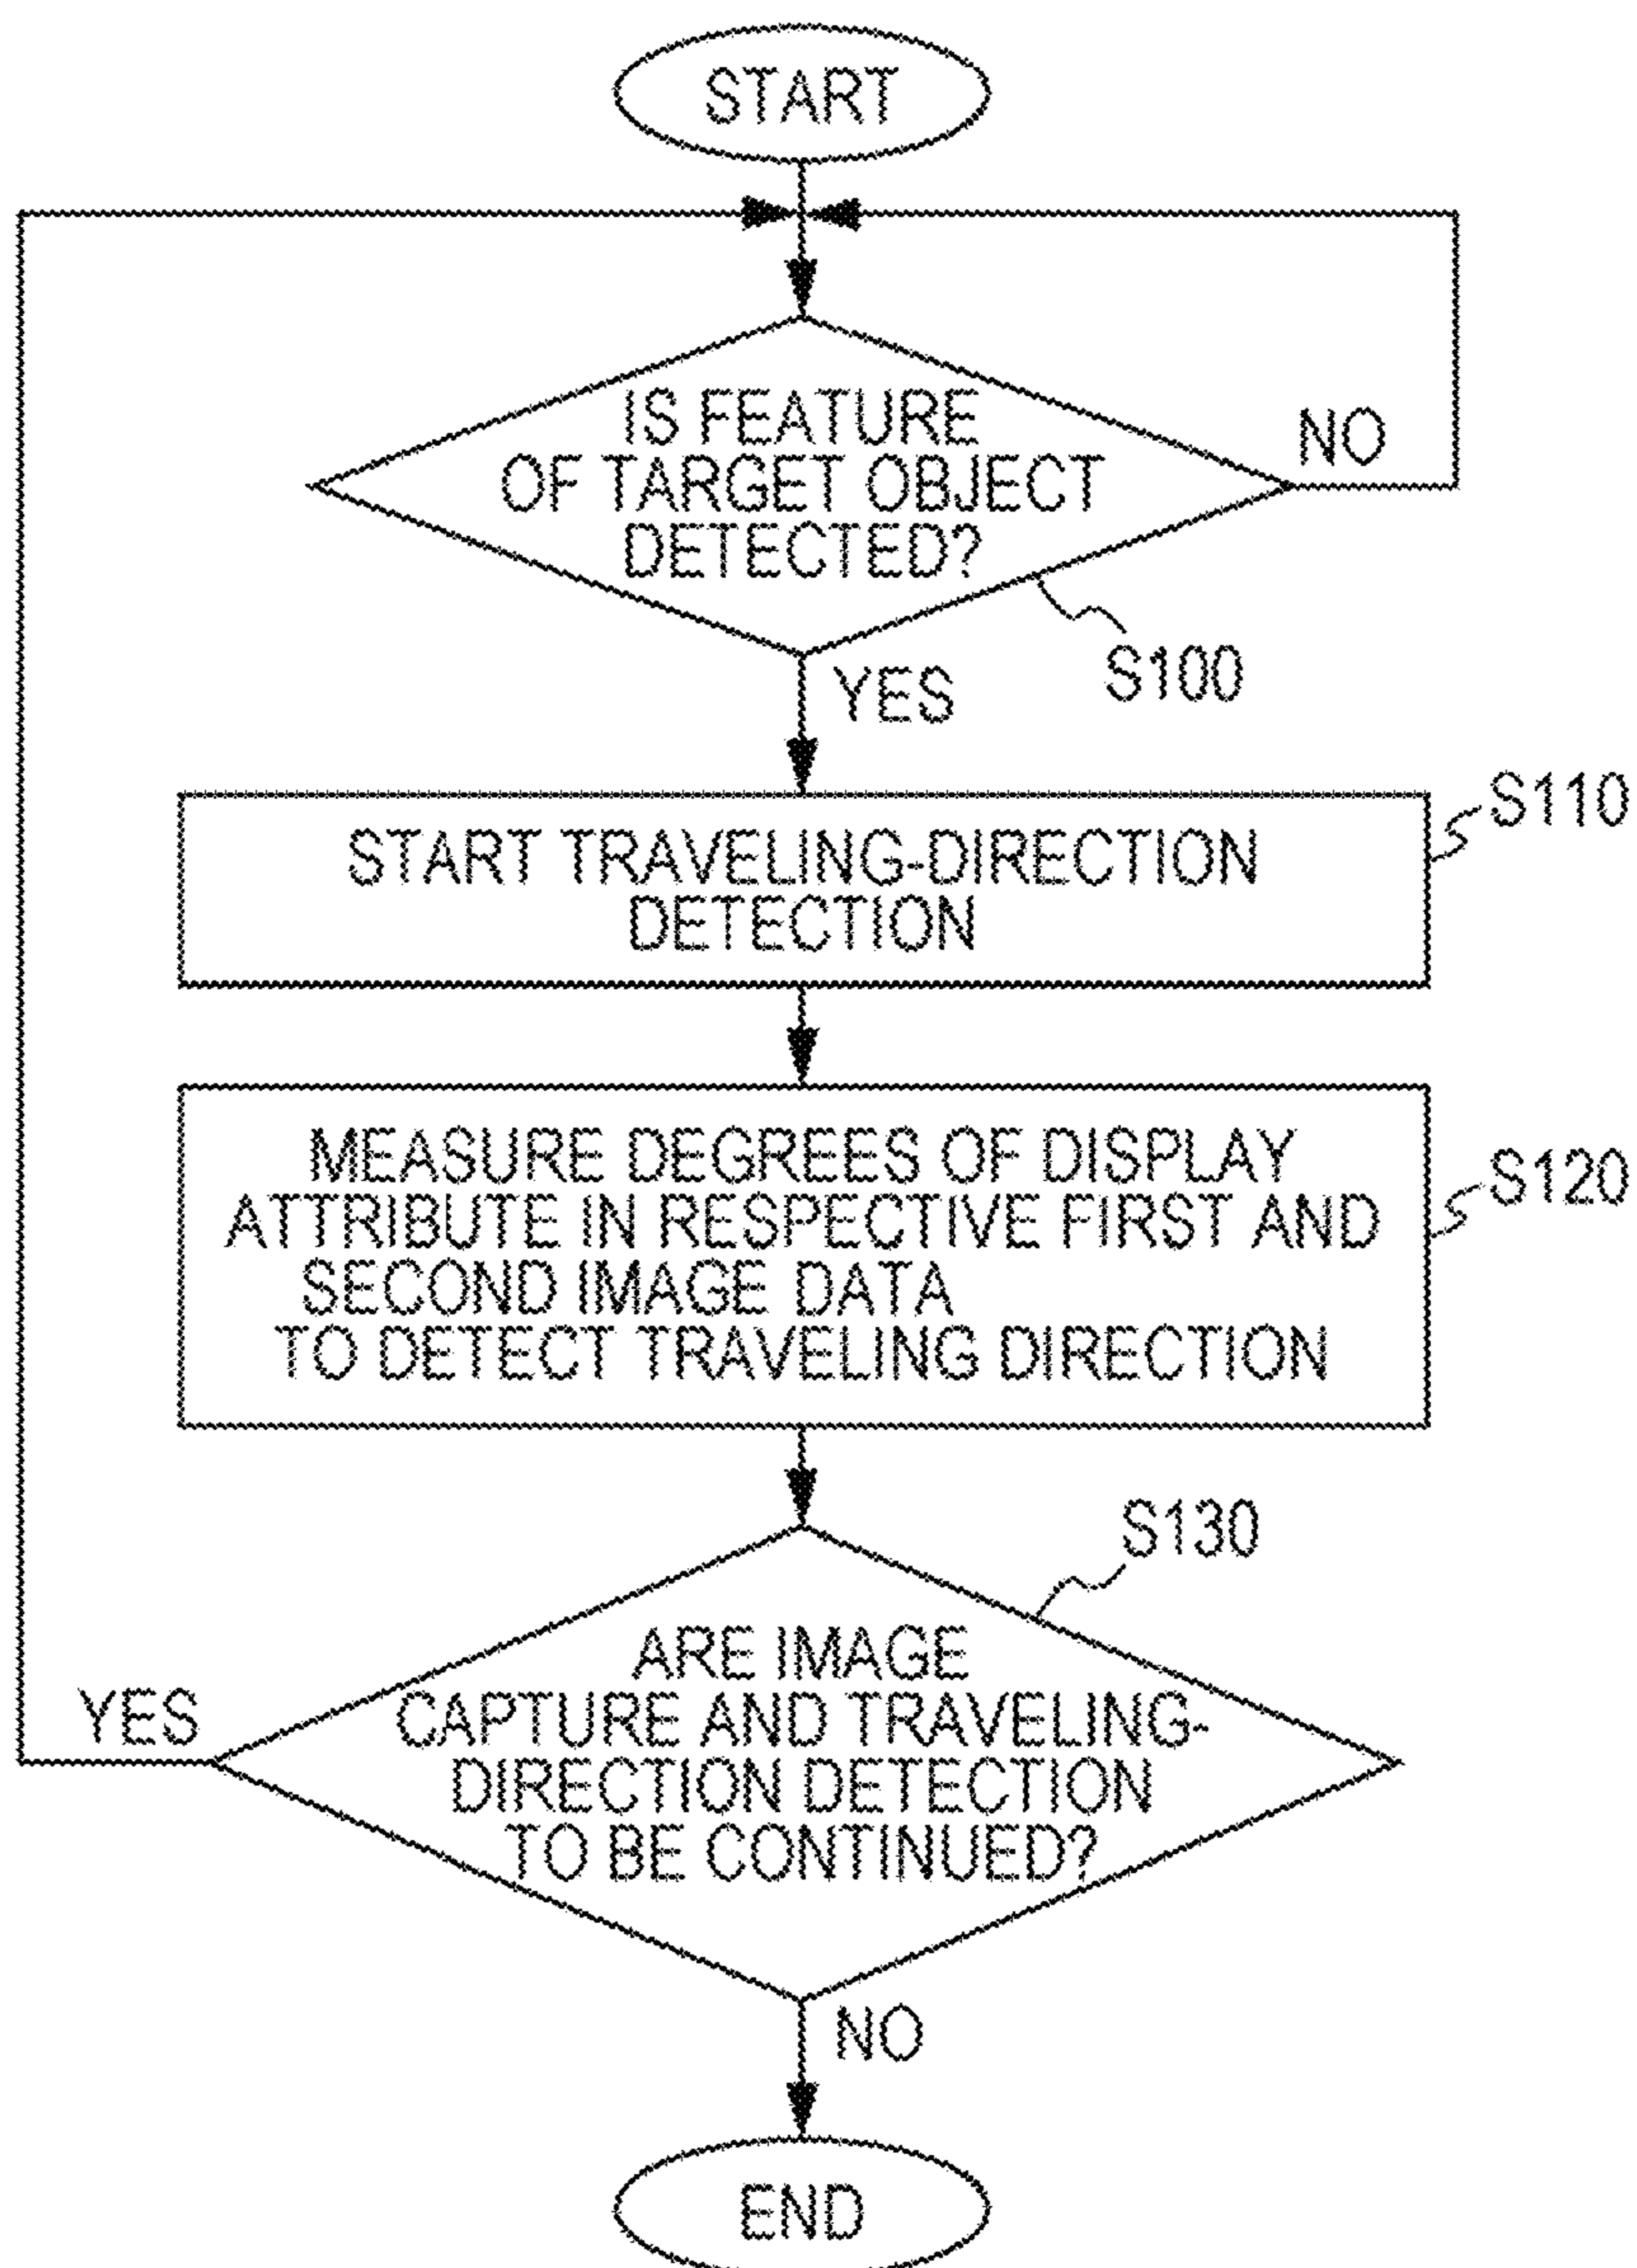 START
IS FEATURE
OF TARGET OBJECT
DETECTED?
NO
S100
YES
S110
START TRAVELING-DIRECTION
DETECTION
MEASURE DEGREES OF DISPLAY
ATTRIBUTE IN RESPECTIVE FIRST AND
SECOND IMAGE DATA
TO DETECT TRAVELING DIRECTION
S120
S130
ARE IMAGE
CAPTURE AND TRAVELING-
DIRECTION DETECTION
TO BE CONTINUED?
YES
NO
END